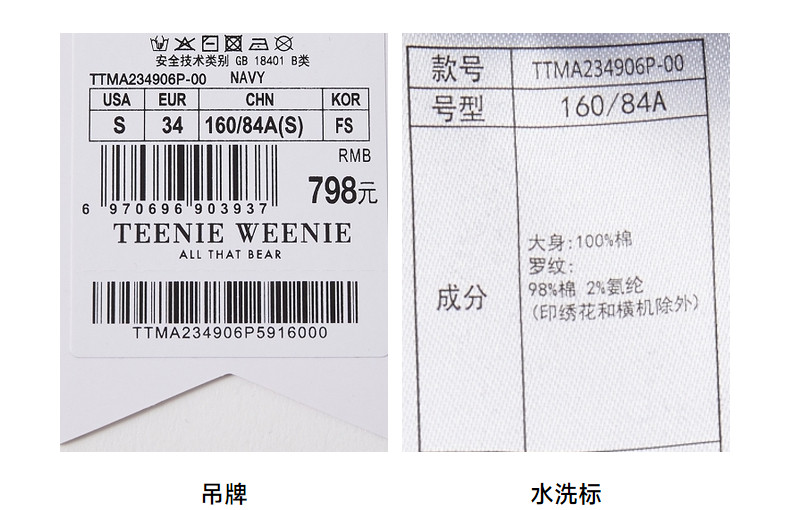 安全技术类别 GB 18401 B类
TTMA234906P-00 NAVY
USA EUR CHN KOR
S 34 160/84A(S) FS
RMB
798元
6 970696 903937
TEENIE WEENIE
ALL THAT BEAR
TTMA234906P5916000
吊牌
款号 TTMA234906P-00
号型 160/84A
成分
大身:100%棉
罗纹:
98%棉 2%氨纶
(印绣花和横机除外)
水洗标